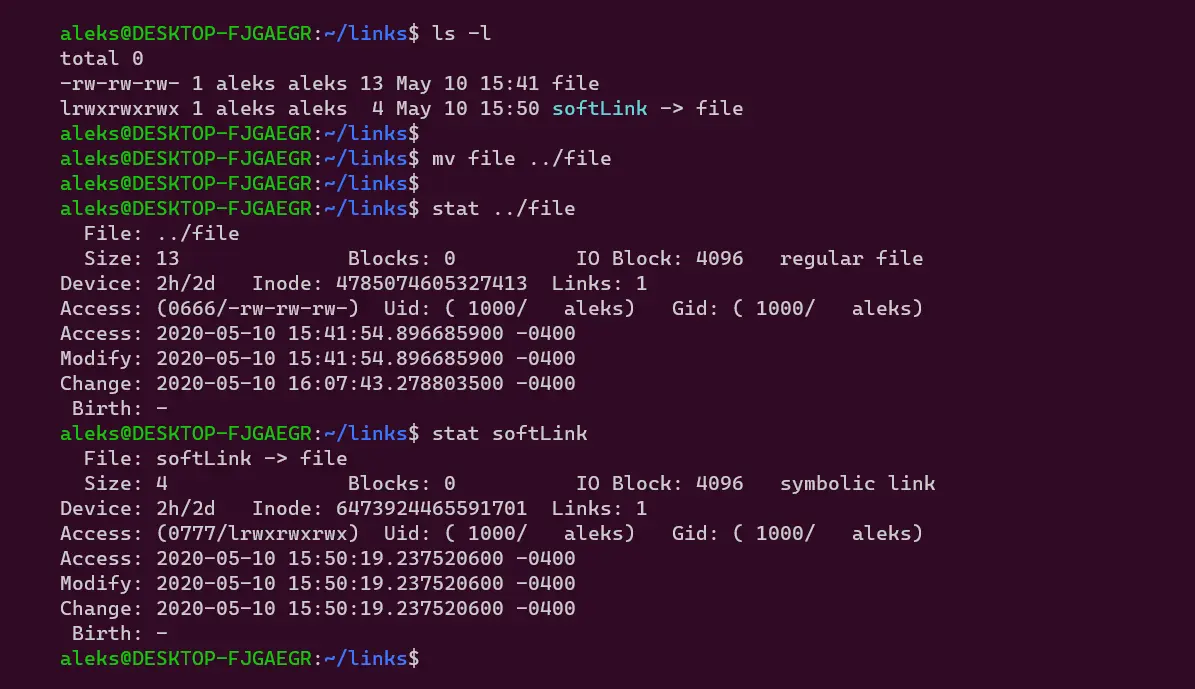 aleks@DESKTOP-FJGAEGR:~/links$ ls -l
total 0
-rw-rw-rw- 1 aleks aleks 13 May 10 15:41 file
lrwxrwxrwx 1 aleks aleks  4 May 10 15:50 softLink -> file
aleks@DESKTOP-FJGAEGR:~/links$
aleks@DESKTOP-FJGAEGR:~/links$ mv file ../file
aleks@DESKTOP-FJGAEGR:~/links$
aleks@DESKTOP-FJGAEGR:~/links$ stat ../file
  File: ../file
  Size: 13              Blocks: 0          IO Block: 4096   regular file
Device: 2h/2d   Inode: 4785074605327413  Links: 1
Access: (0666/-rw-rw-rw-)  Uid: ( 1000/   aleks)   Gid: ( 1000/   aleks)
Access: 2020-05-10 15:41:54.896685900 -0400
Modify: 2020-05-10 15:41:54.896685900 -0400
Change: 2020-05-10 16:07:43.278803500 -0400
 Birth: -
aleks@DESKTOP-FJGAEGR:~/links$ stat softLink
  File: softLink -> file
  Size: 4               Blocks: 0          IO Block: 4096   symbolic link
Device: 2h/2d   Inode: 6473924465591701  Links: 1
Access: (0777/lrwxrwxrwx)  Uid: ( 1000/   aleks)   Gid: ( 1000/   aleks)
Access: 2020-05-10 15:50:19.237520600 -0400
Modify: 2020-05-10 15:50:19.237520600 -0400
Change: 2020-05-10 15:50:19.237520600 -0400
 Birth: -
aleks@DESKTOP-FJGAEGR:~/links$